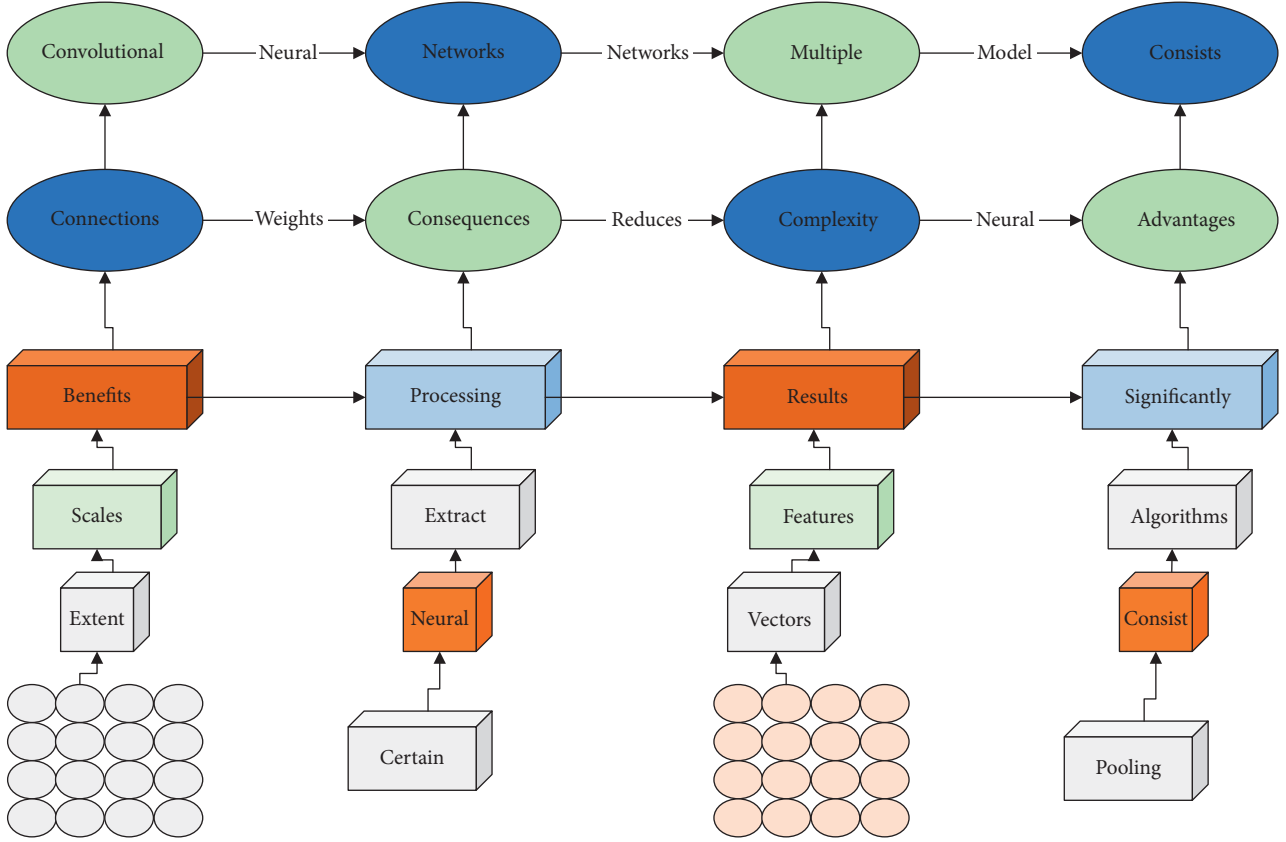 Convolutional Neural Networks Networks Multiple Model Consists
Connections Weights Consequences Reduces Complexity Neural Advantages
Benefits Processing Results Significantly
Scales Extract Features Algorithms
Extent Neural Vectors Consist
Certain Pooling